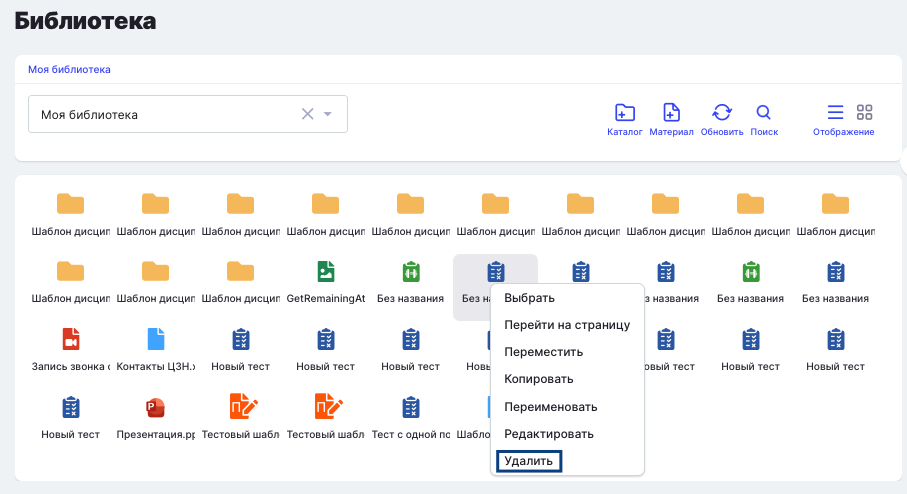 Библиотека
Моя библиотека
Моя библиотека
Каталог Материал Обновить Поиск Отображение
Шаблон дисцип Шаблон дисцип Шаблон дисцип Шаблон дисцип Шаблон дисцип Шаблон дисцип Шаблон дисцип Шаблон дисцип Шаблон дисцип Шаблон дисцип
Шаблон дисцип Шаблон дисцип Шаблон дисцип GetRemainingAt Без названия Без названия Без названия Без названия
Запись звонка Контакты ЦЗН Новый тест Новый тест Новый тест Новый тест Новый тест Новый тест
Новый тест Презентация.pp Тестовый шабл Тестовый шабл Тест с одной по Шабло
Выбрать
Перейти на страницу
Переместить
Копировать
Переименовать
Редактировать
Удалить